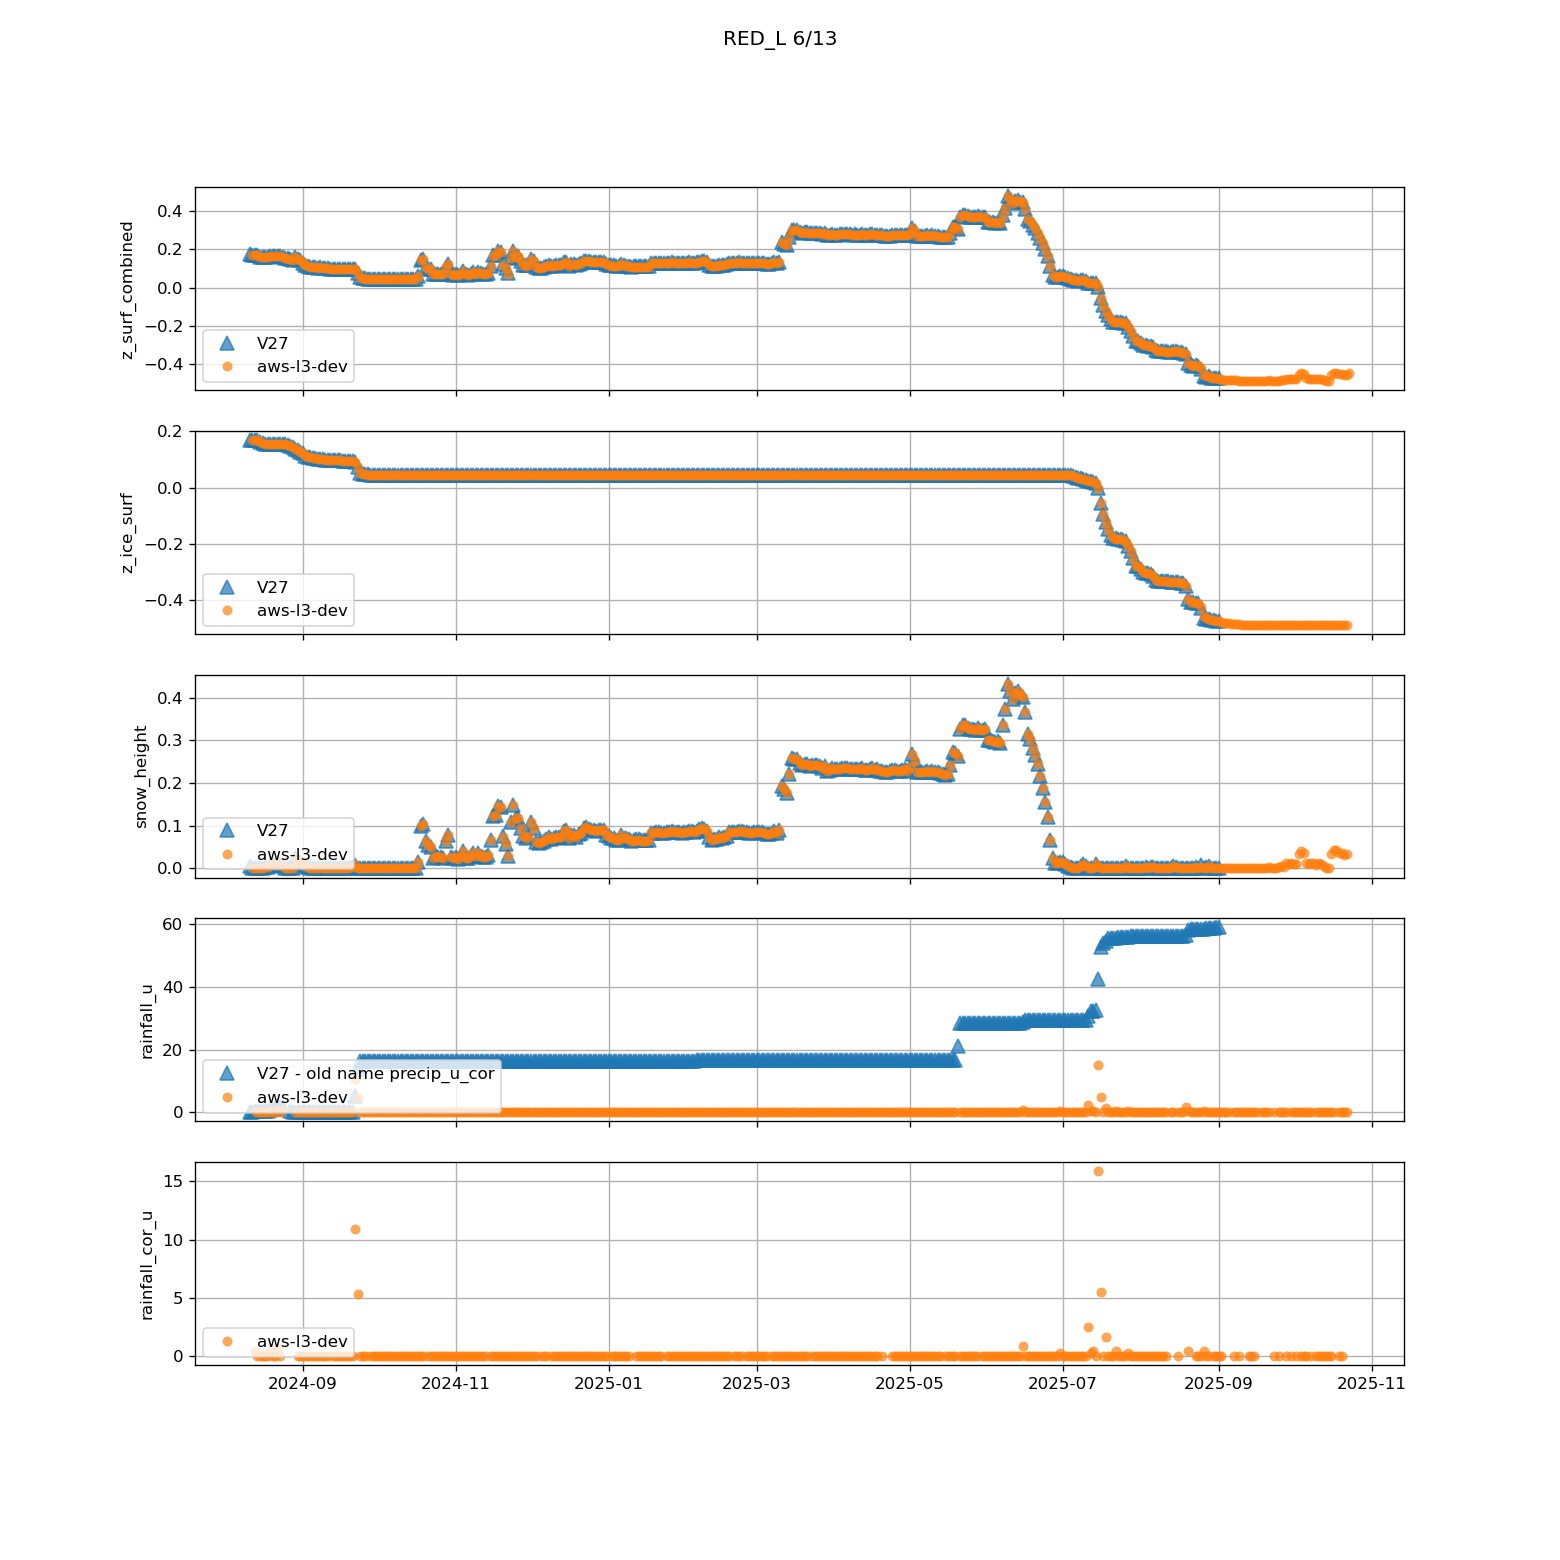 RED_L 6/13
z_surf_combined
0.4
0.2
0.0
−0.2
−0.4
V27
aws-l3-dev
z_ice_surf
0.2
0.0
−0.2
−0.4
V27
aws-l3-dev
snow_height
0.4
0.3
0.2
0.1
0.0
V27
aws-l3-dev
rainfall_u
60
40
20
0
V27 - old name precip_u_cor
aws-l3-dev
rainfall_cor_u
15
10
5
0
aws-l3-dev
2024-09 2024-11 2025-01 2025-03 2025-05 2025-07 2025-09 2025-11